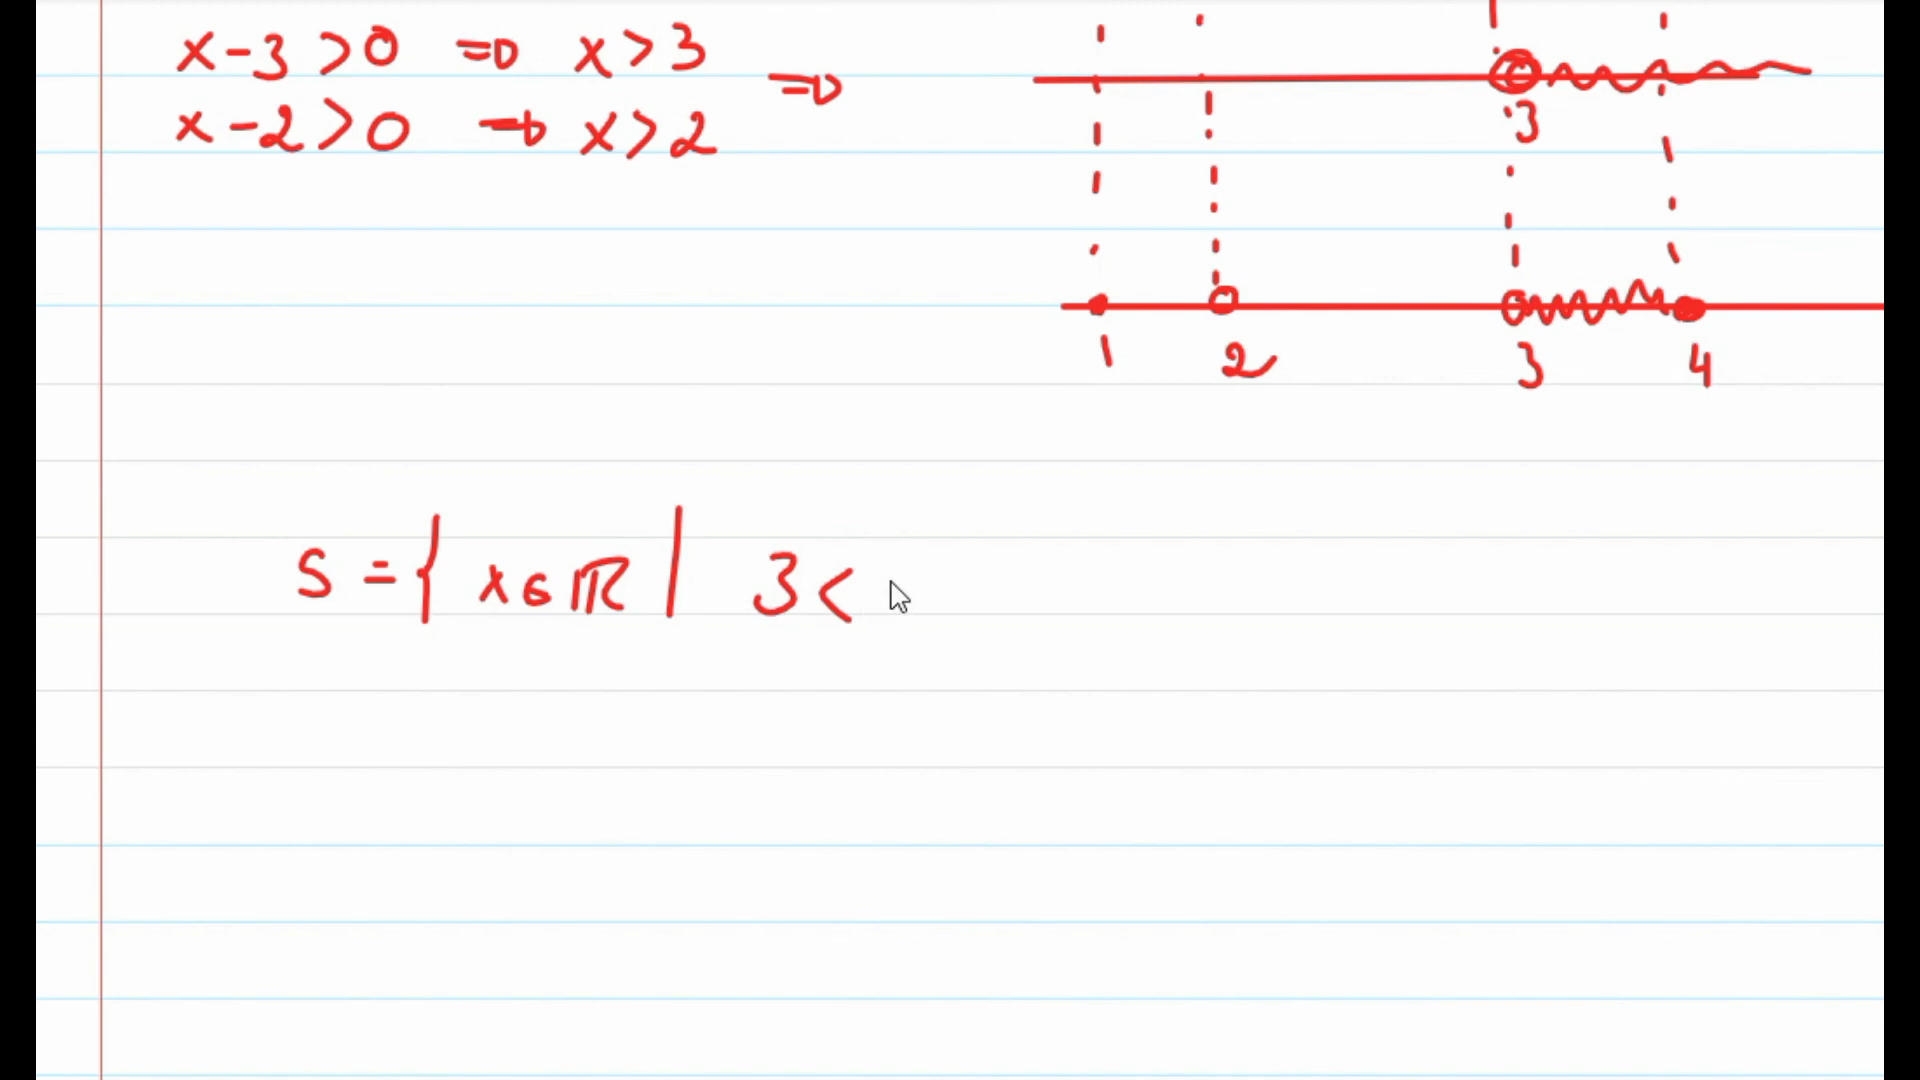 x-3>0 ⇒ x>3
x-2>0 → x>2 ⇒
3
1 2 3 4
S={ x∈ℝ | 3<